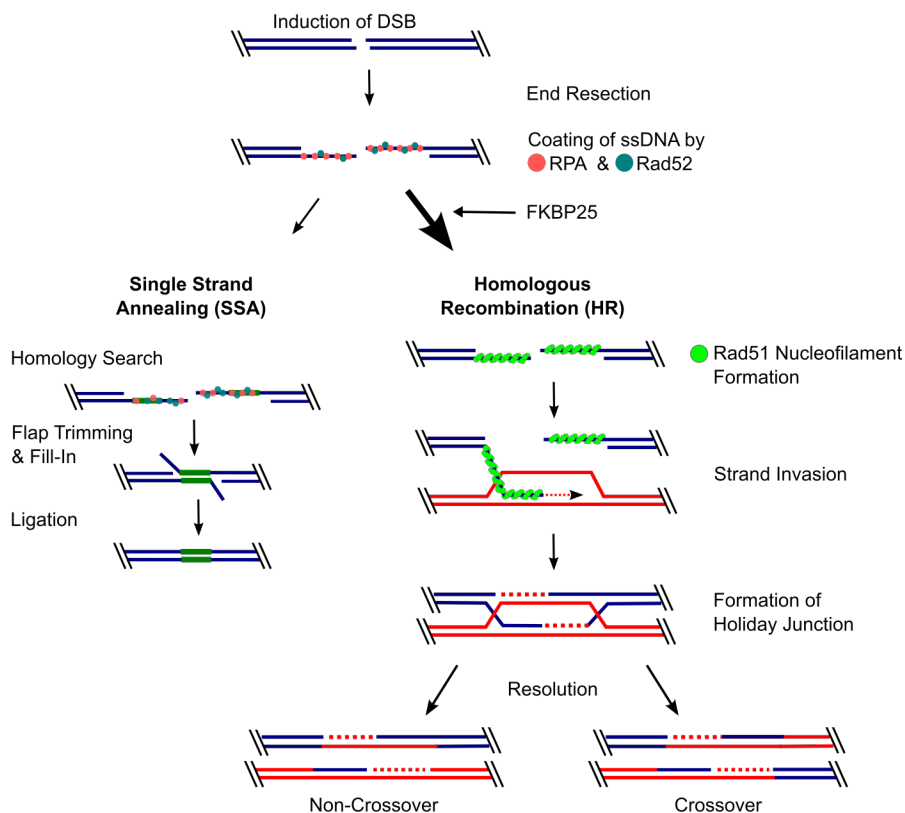 Induction of DSB
End Resection
Coating of ssDNA by
RPA & Rad52
FKBP25
Single Strand
Annealing (SSA)
Homologous
Recombination (HR)
Homology Search
Rad51 Nucleofilament
Formation
Flap Trimming
& Fill-In
Strand Invasion
Ligation
Formation of
Holiday Junction
Resolution
Non-Crossover
Crossover